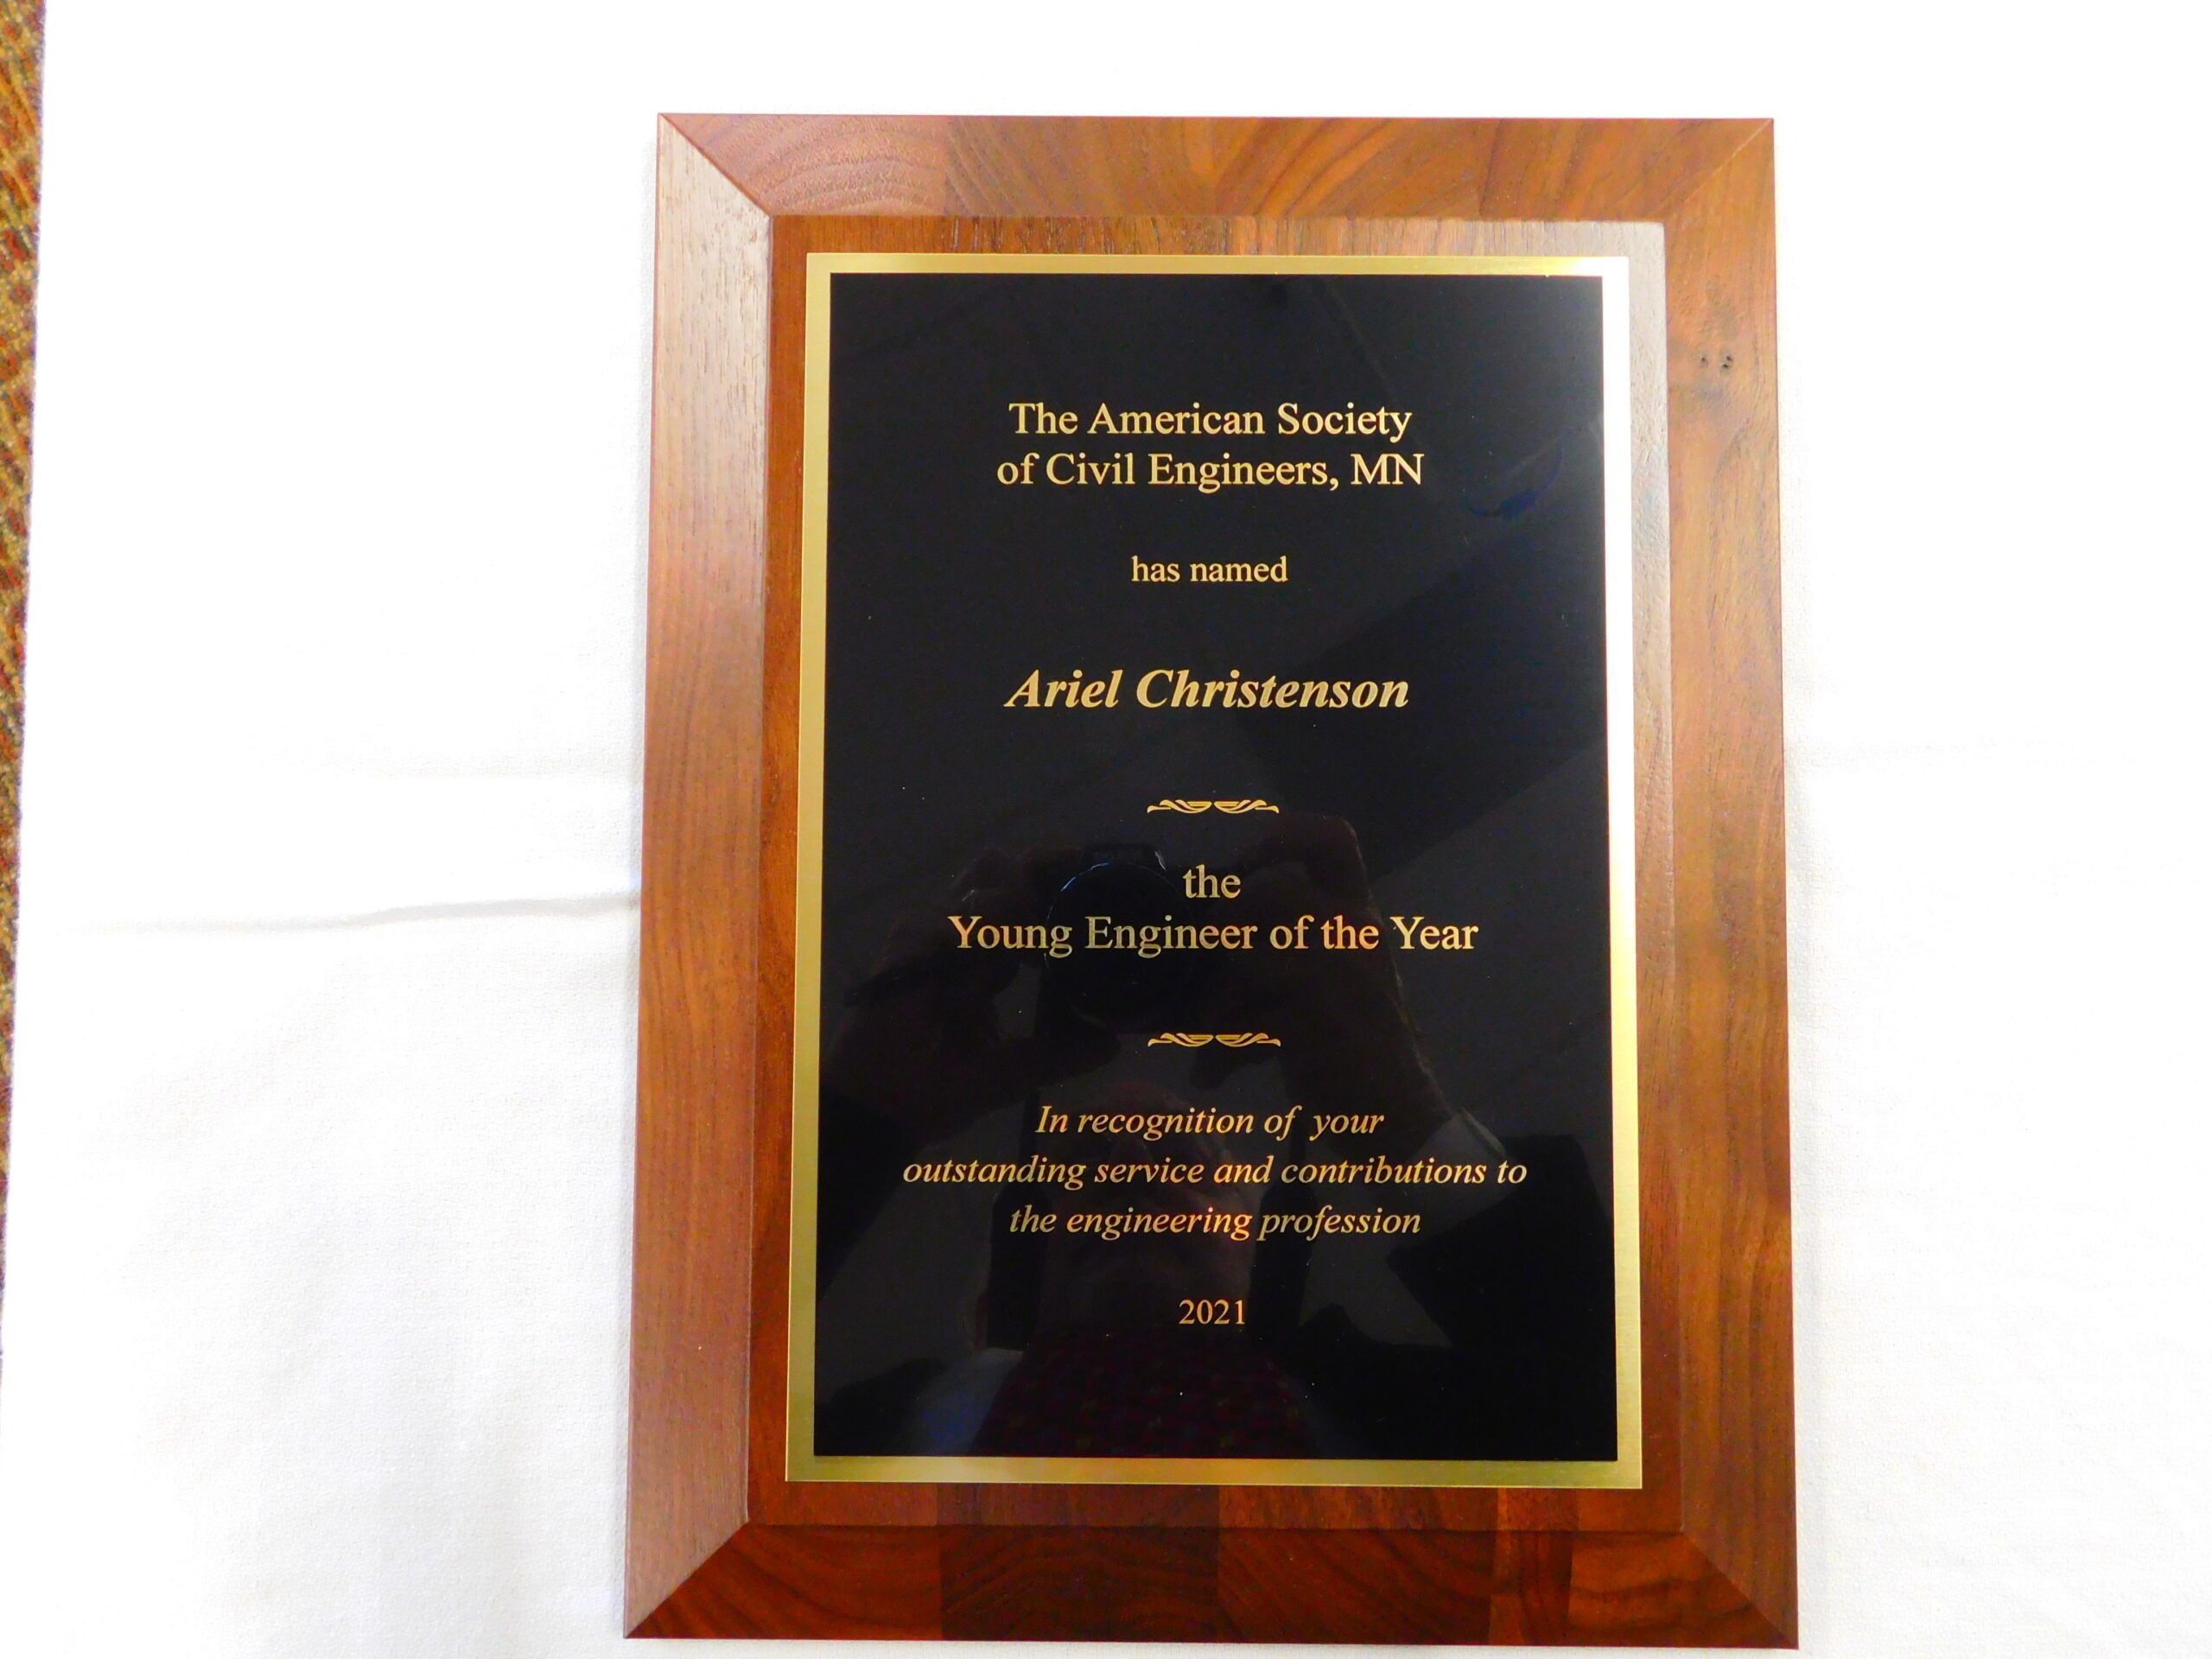 The American Society
of Civil Engineers, MN
has named
Ariel Christenson
the
Young Engineer of the Year
In recognition of your
outstanding service and contributions to
the engineering profession
2021